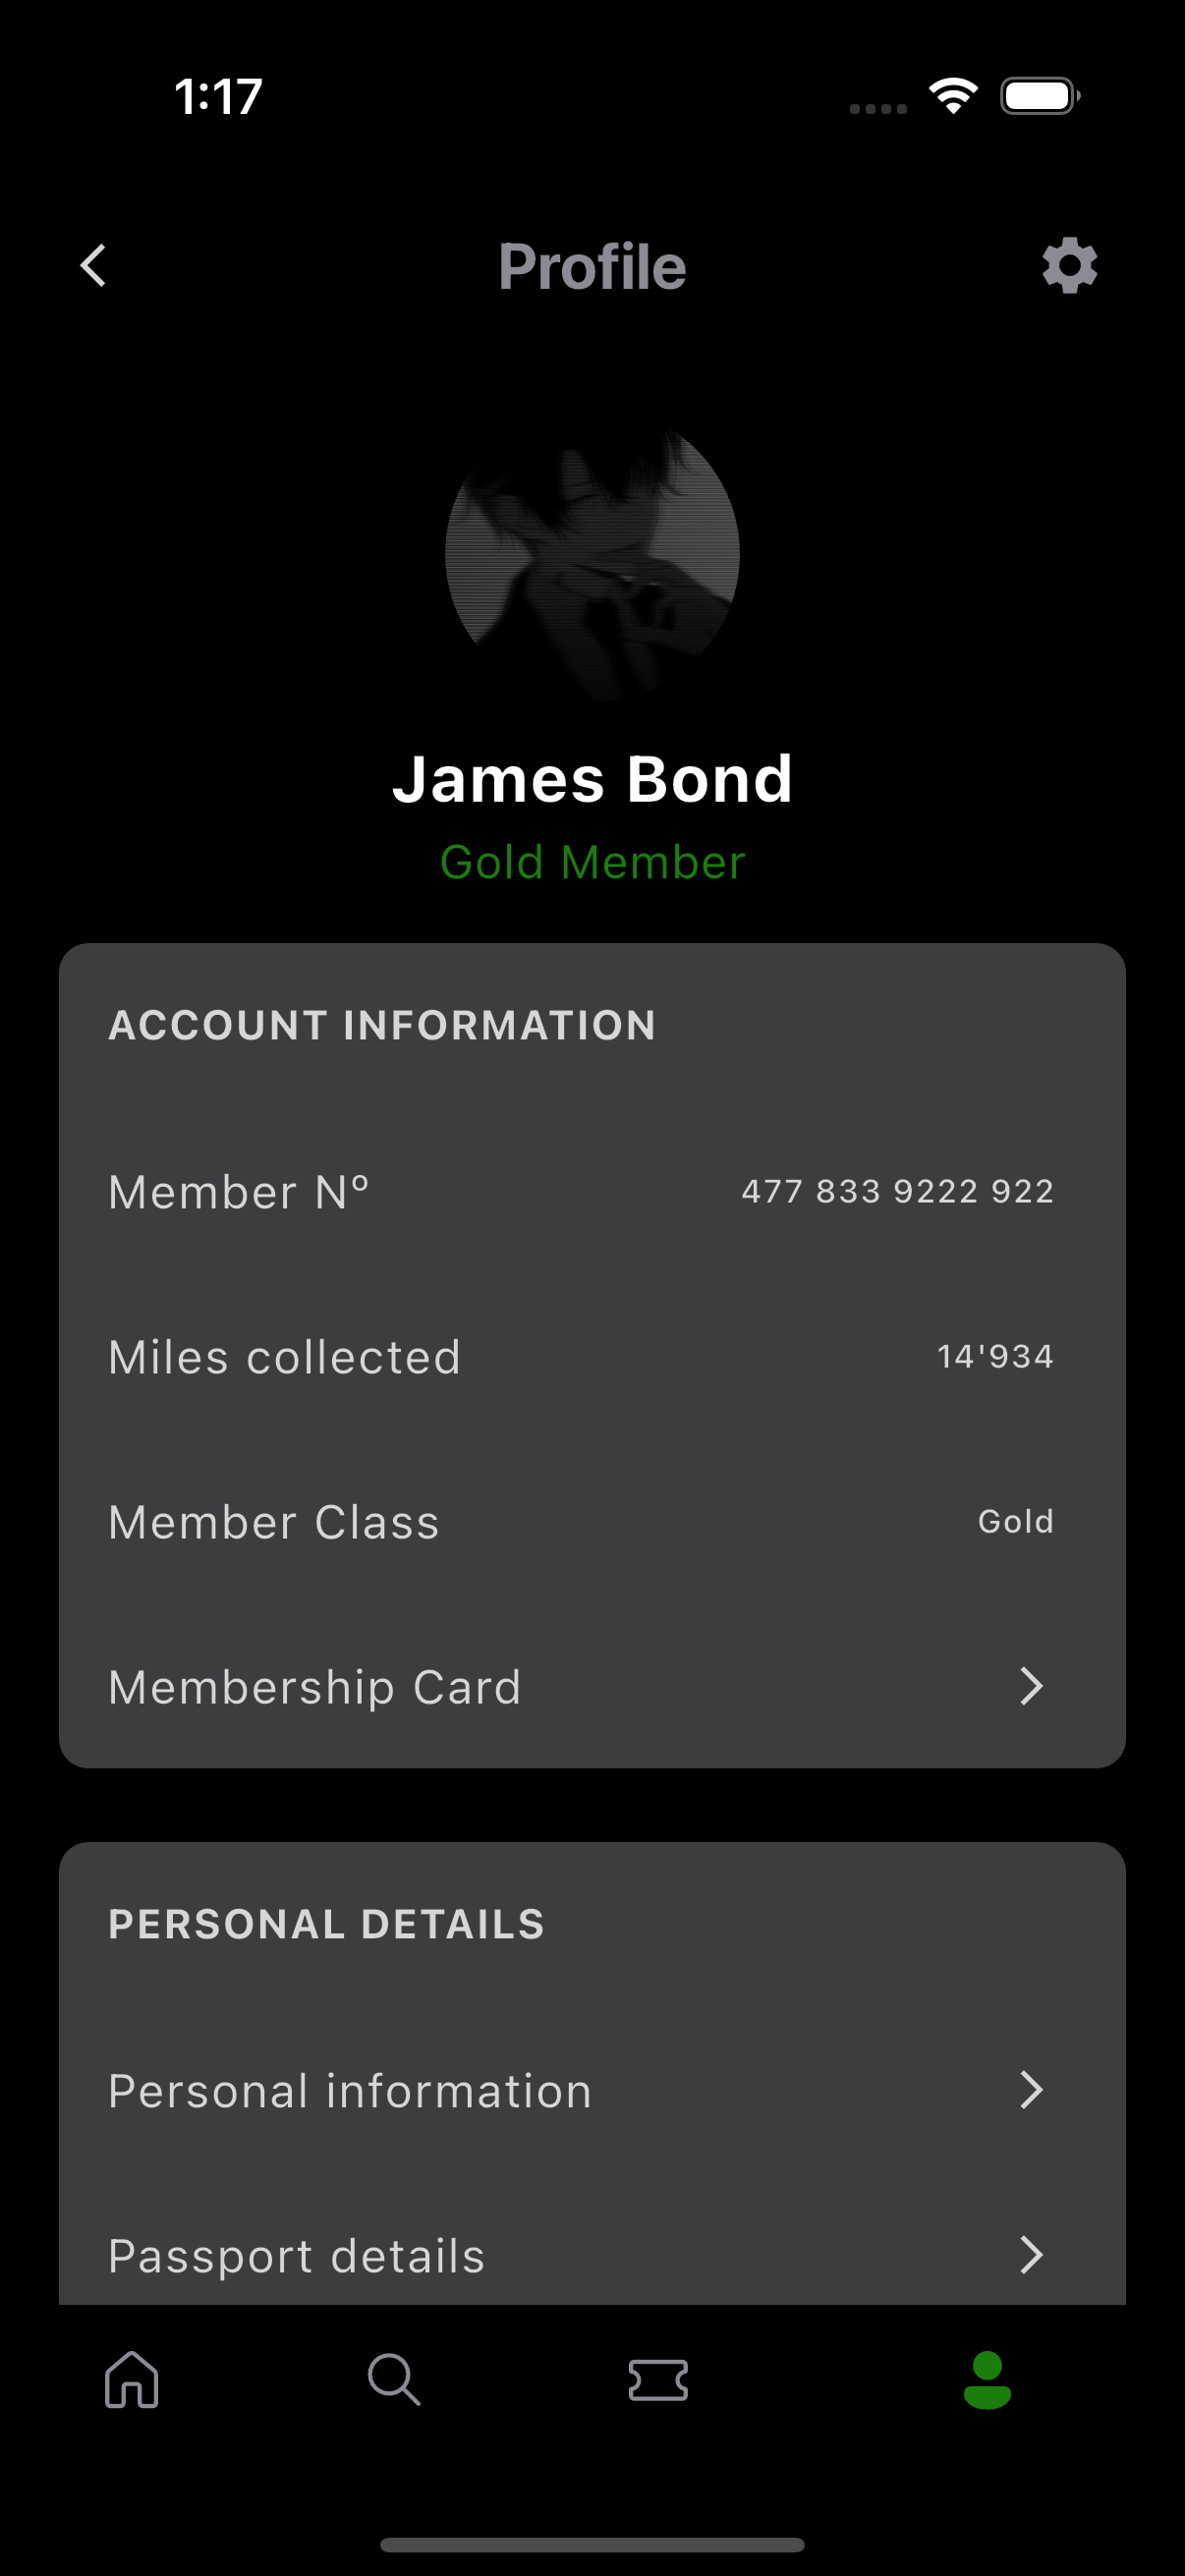 1:17
Profile
James Bond
Gold Member
ACCOUNT INFORMATION
Member Nº 477 833 9222 922
Miles collected 14'934
Member Class Gold
Membership Card
PERSONAL DETAILS
Personal information
Passport details